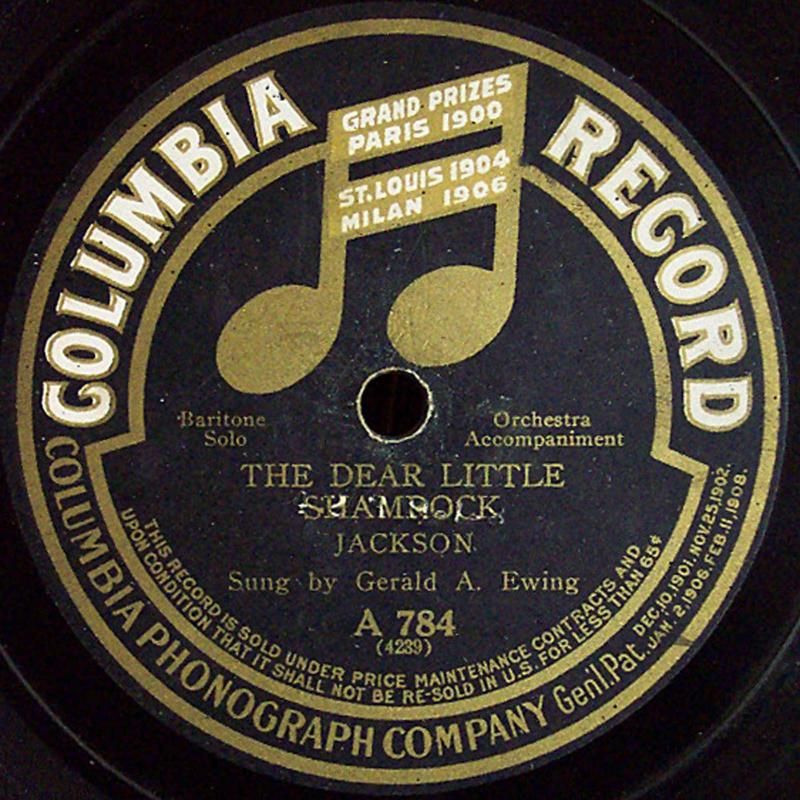 COLUMBIA RECORD
GRAND PRIZES
PARIS 1900
ST. LOUIS 1904
MILAN 1906
Baritone
Solo
Orchestra
Accompaniment
THE DEAR LITTLE
SHAMROCK
JACKSON
Sung by Gerald A. Ewing
A 784
(4239)
THIS RECORD IS SOLD UNDER PRICE MAINTENANCE CONTRACTS AND
UPON CONDITION THAT IT SHALL NOT BE RE-SOLD IN U.S. FOR LESS THAN 65¢
COLUMBIA PHONOGRAPH COMPANY Gen'l. Pat. DEC.10,1901. NOV.25,1902.
JAN. 2,1906. FEB.11,1908.